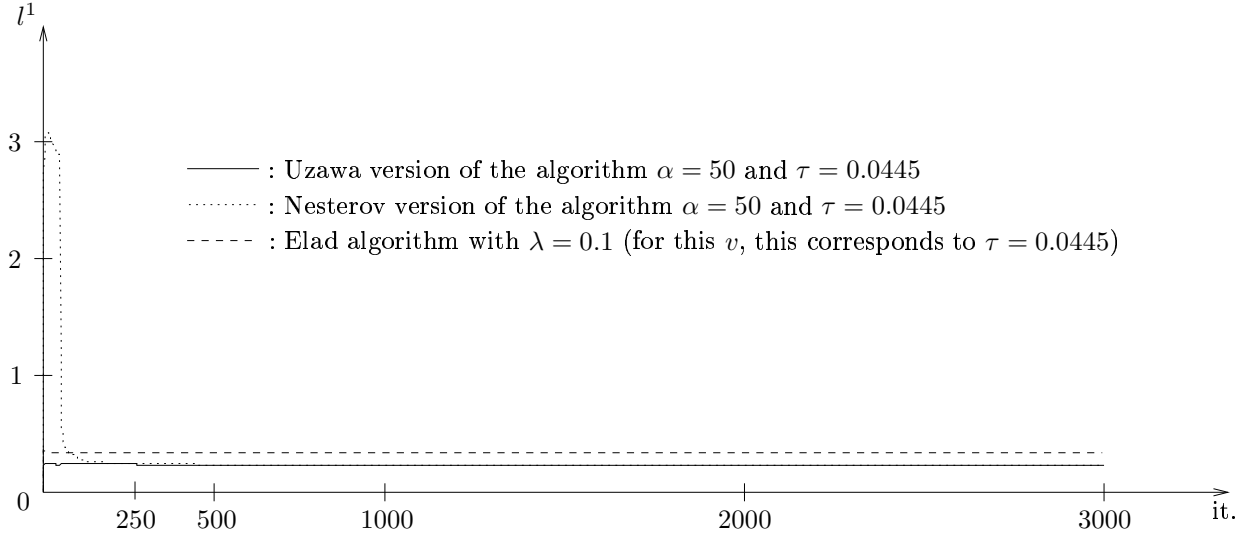 l¹
3
: Uzawa version of the algorithm α = 50 and τ = 0.0445
: Nesterov version of the algorithm α = 50 and τ = 0.0445
: Elad algorithm with λ = 0.1 (for this v, this corresponds to τ = 0.0445)
2
1
0
250 500 1000 2000 3000 it.